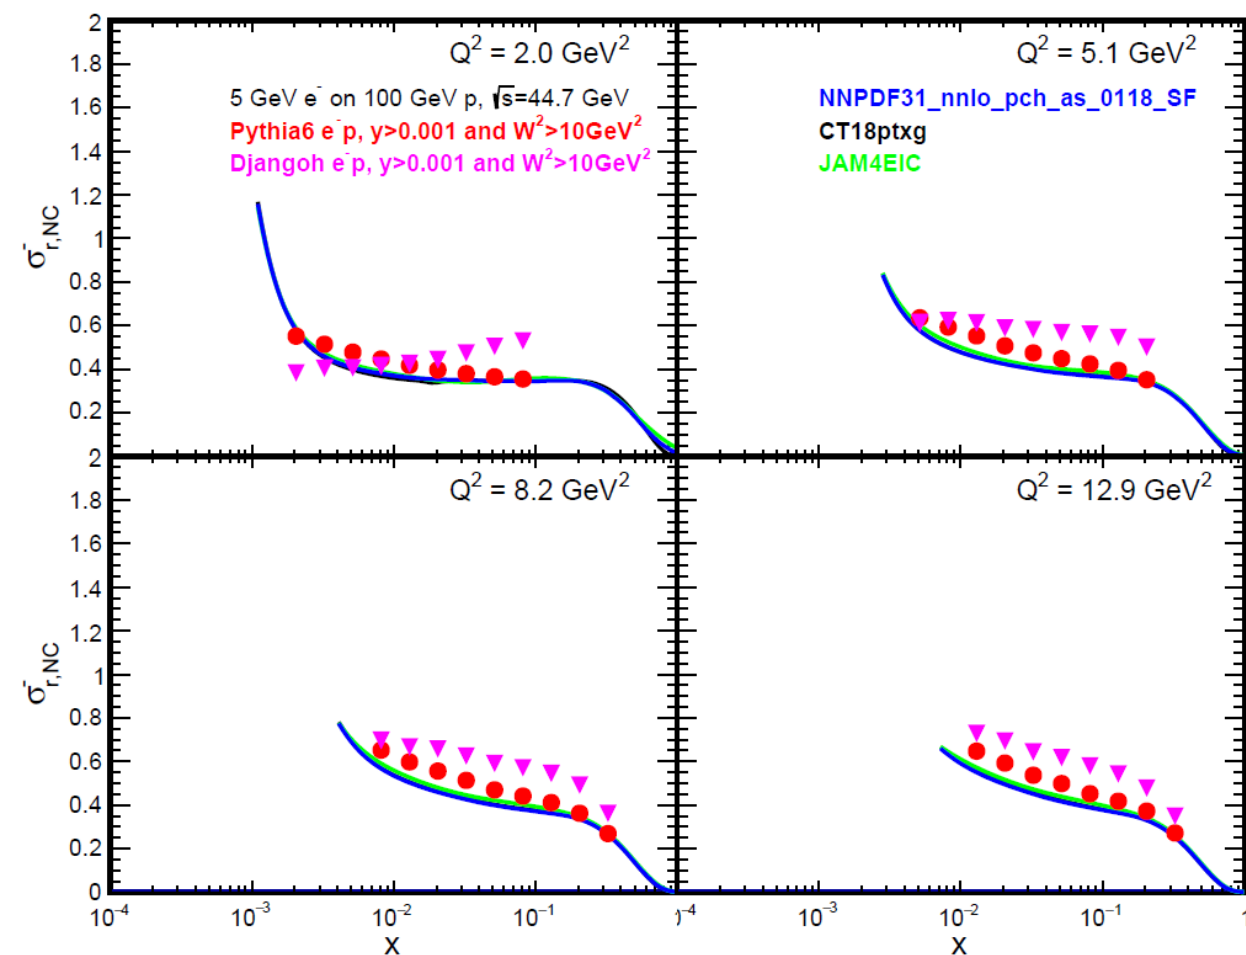 Q² = 2.0 GeV²
5 GeV e⁻ on 100 GeV p, √s=44.7 GeV
Pythia6 e⁻p, y>0.001 and W²>10GeV²
Djangoh e⁻p, y>0.001 and W²>10GeV²
Q² = 5.1 GeV²
NNPDF31_nnlo_pch_as_0118_SF
CT18ptxg
JAM4EIC
2
1.8
1.6
1.4
1.2
1
0.8
0.6
0.4
0.2
σ⁻r,NC
Q² = 8.2 GeV²
Q² = 12.9 GeV²
2
1.8
1.6
1.4
1.2
1
0.8
0.6
0.4
0.2
0
σ⁻r,NC
10⁻⁴ 10⁻³ 10⁻² 10⁻¹
x
10⁻³ 10⁻² 10⁻¹ 1
x